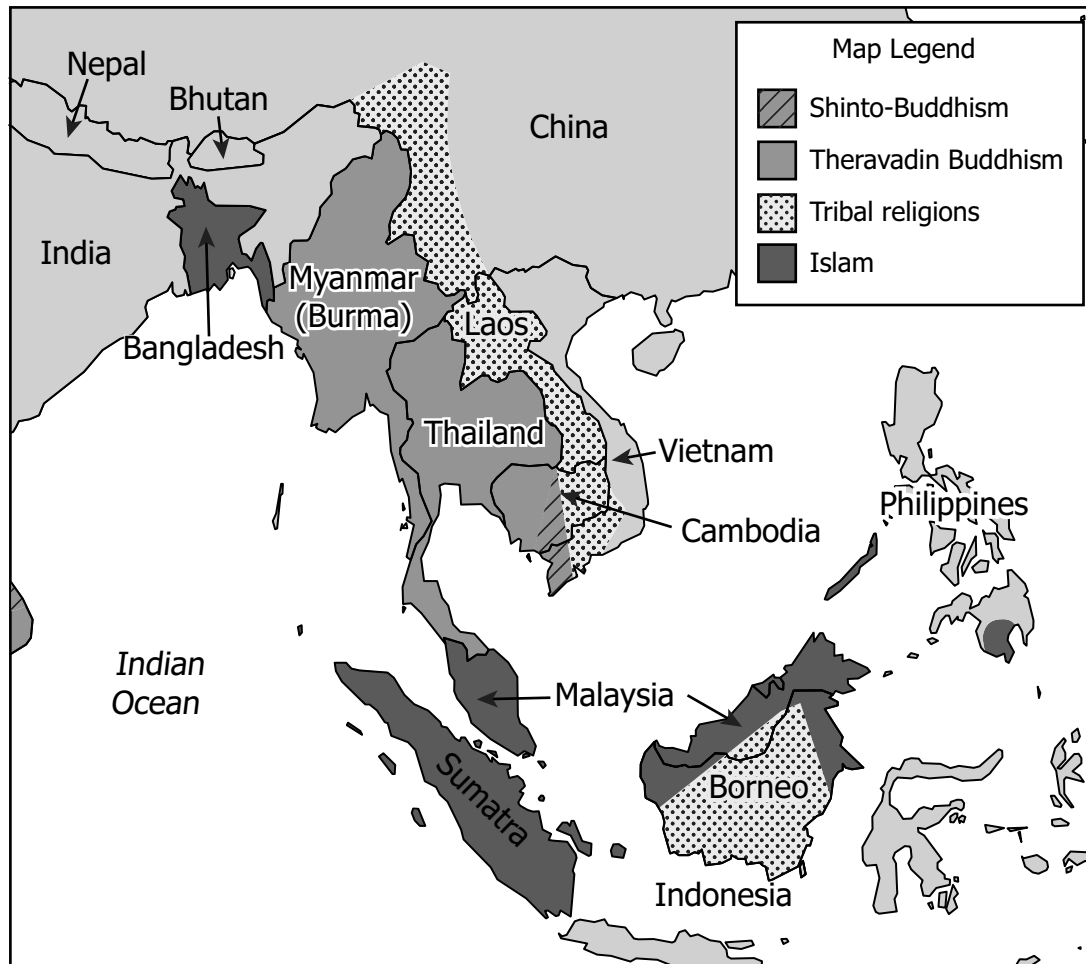 Map Legend
Shinto-Buddhism
Theravadin Buddhism
Tribal religions
Islam
Nepal
Bhutan
China
India
Myanmar
(Burma)
Laos
Bangladesh
Thailand
Vietnam
Philippines
Cambodia
Indian
Ocean
Malaysia
Sumatra
Borneo
Indonesia